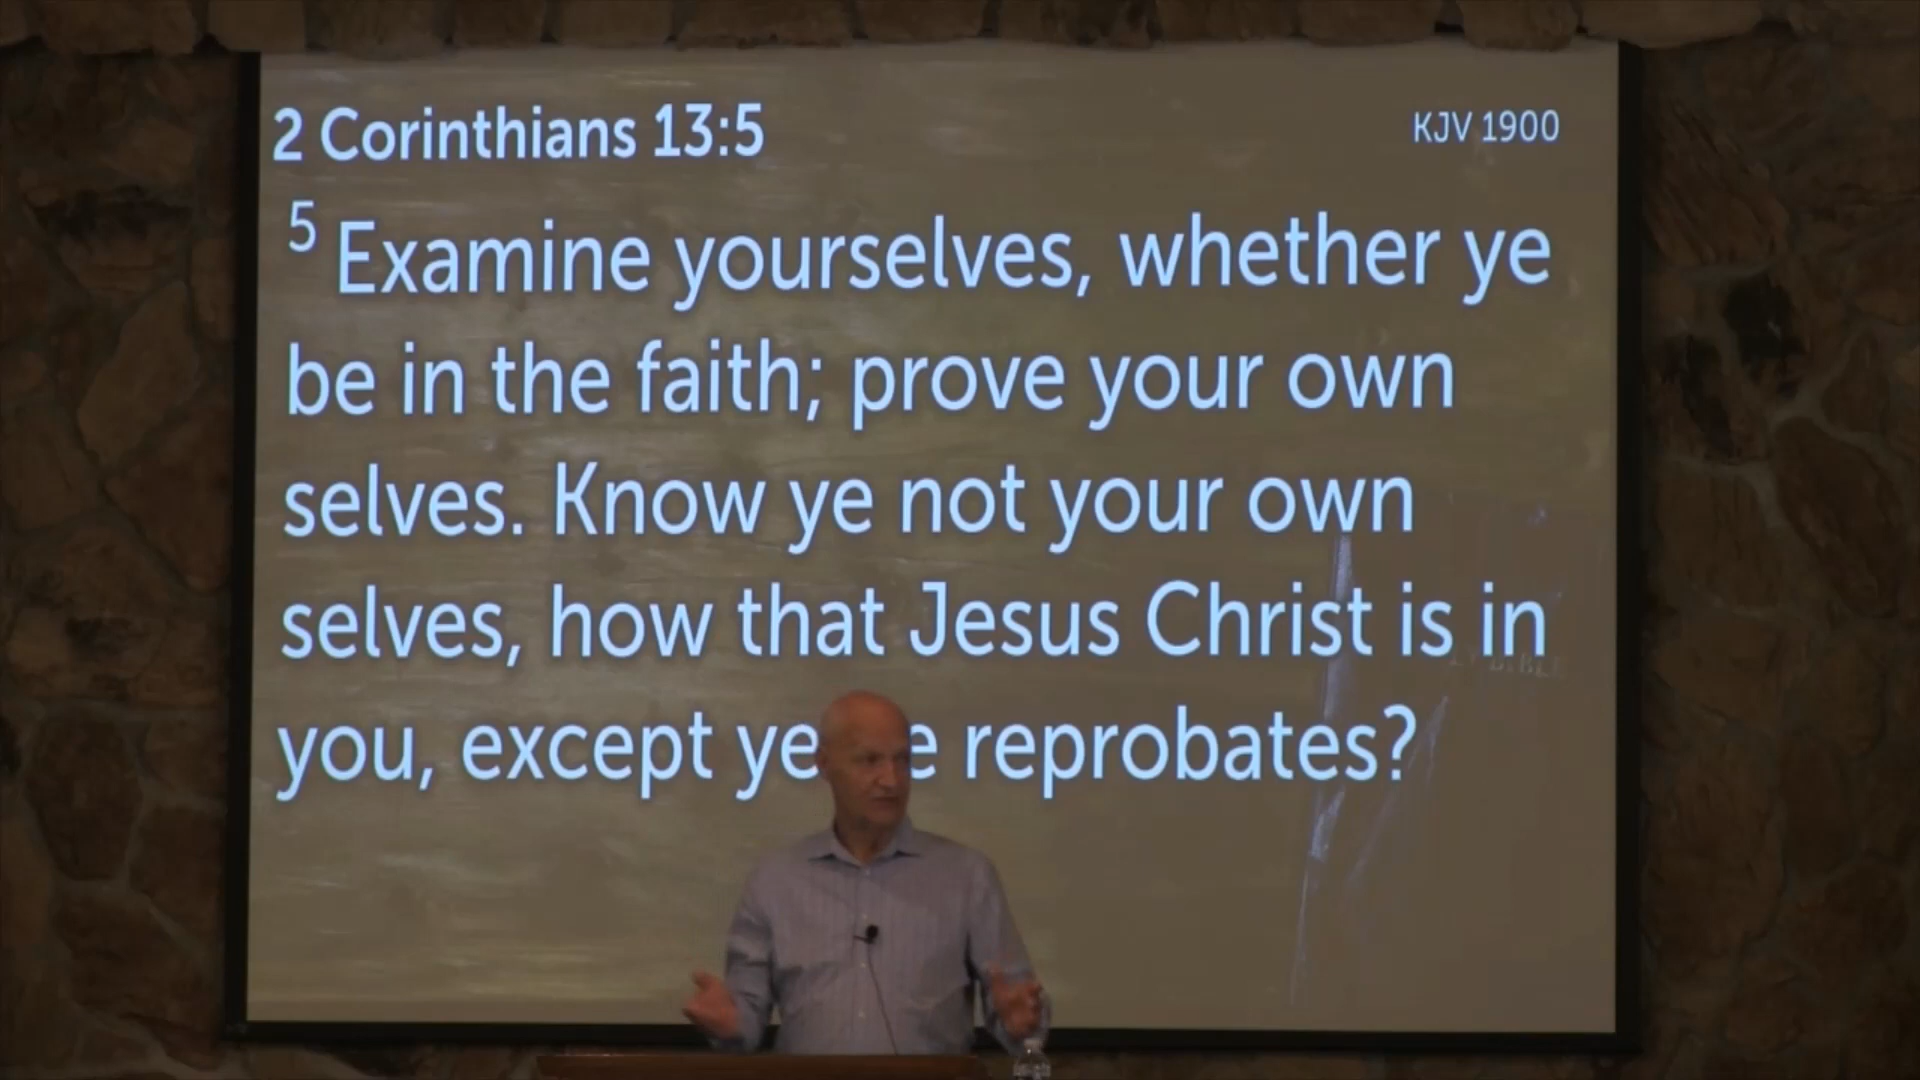 2 Corinthians 13:5
KJV 1900
5 Examine yourselves, whether ye
be in the faith; prove your own
selves. Know ye not your own
selves, how that Jesus Christ is in
you, except ye reprobates?